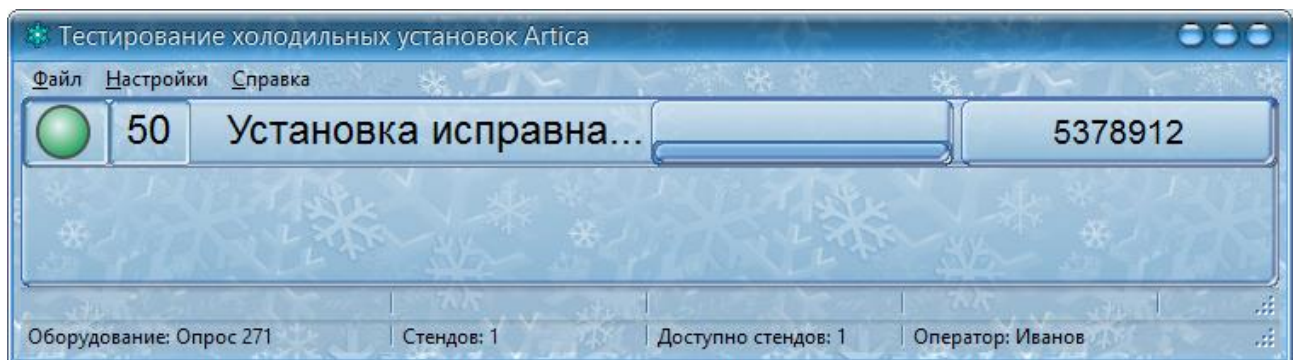 Тестирование холодильных установок Artica
Файл Настройки Справка
50 Установка исправна... 5378912
Оборудование: Опрос 271 Стендов: 1 Доступно стендов: 1 Оператор: Иванов